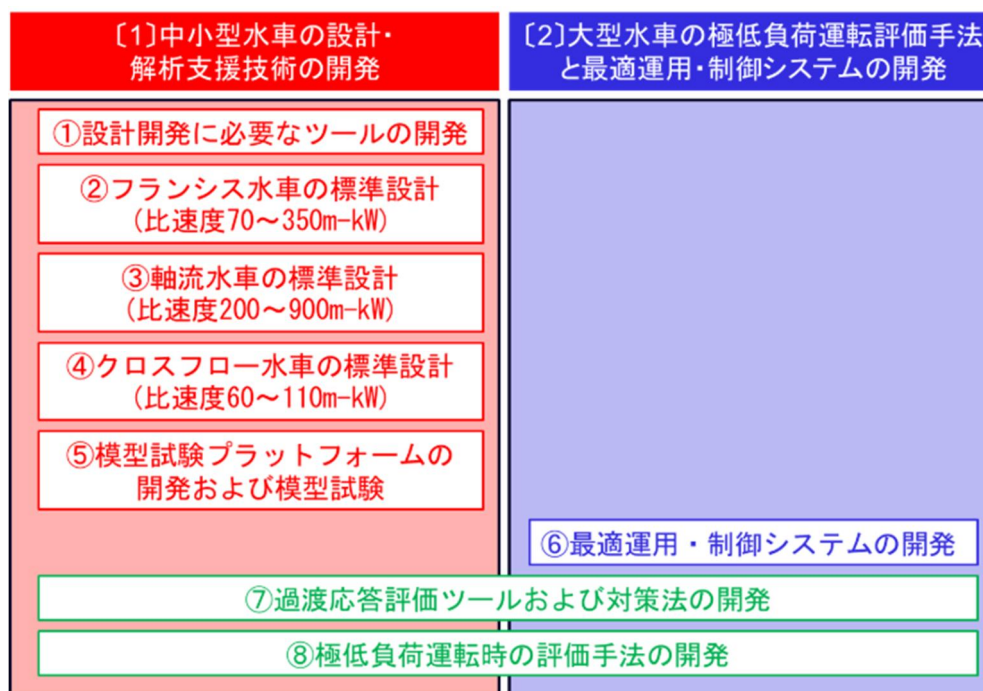 〔1〕中小型水車の設計・
解析支援技術の開発
〔2〕大型水車の極低負荷運転評価手法
と最適運用・制御システムの開発
①設計開発に必要なツールの開発
②フランシス水車の標準設計
(比速度70～350m-kW)
③軸流水車の標準設計
(比速度200～900m-kW)
④クロスフロー水車の標準設計
(比速度60～110m-kW)
⑤模型試験プラットフォームの
開発および模型試験
⑥最適運用・制御システムの開発
⑦過渡応答評価ツールおよび対策法の開発
⑧極低負荷運転時の評価手法の開発